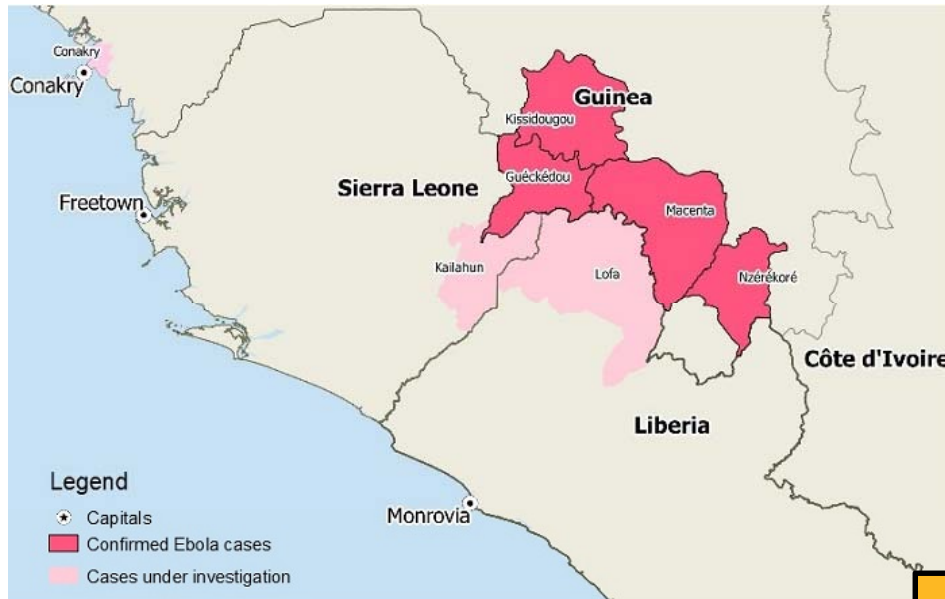 Conakry
Conakry
Guinea
Kissidougou
Guéckédou
Sierra Leone
Freetown
Macenta
Kailahun
Lofa
Nzérékoré
Côte d'Ivoire
Liberia
Legend
Capitals
Monrovia
Confirmed Ebola cases
Cases under investigation